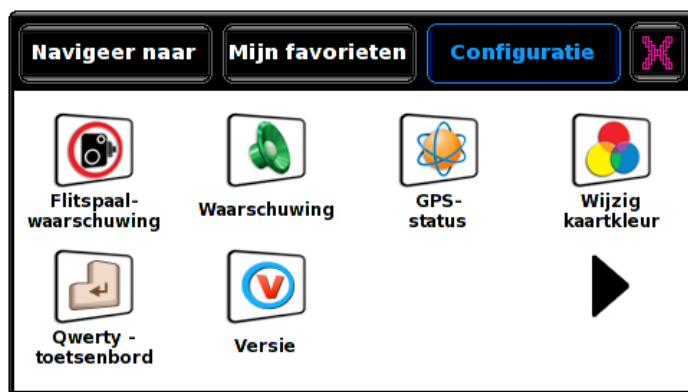 Navigeer naar
Mijn favorieten
Configuratie
Flitspaal-
waarschuwing
Waarschuwing
GPS-
status
Wijzig
kaartkleur
Qwerty -
toetsenbord
Versie